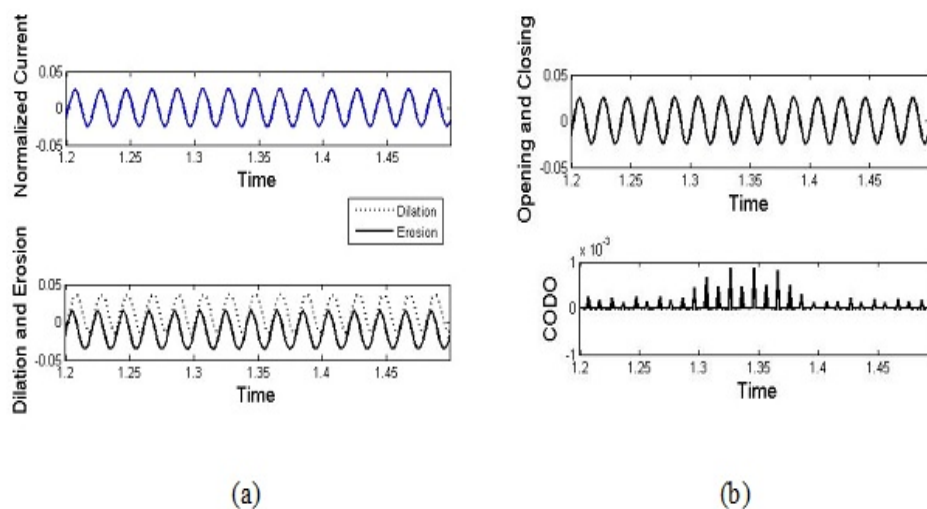 Normalized Current
0.05
0
-0.05
1.2 1.25 1.3 1.35 1.4 1.45
Time
Dilation
Erosion
Dilation and Erosion
0.05
0
-0.05
1.2 1.25 1.3 1.35 1.4 1.45
Time
(a)
Opening and Closing
0.05
0
-0.05
1.2 1.25 1.3 1.35 1.4 1.45
Time
x 10⁻³
CODO
1
0
-1
1.2 1.25 1.3 1.35 1.4 1.45
Time
(b)